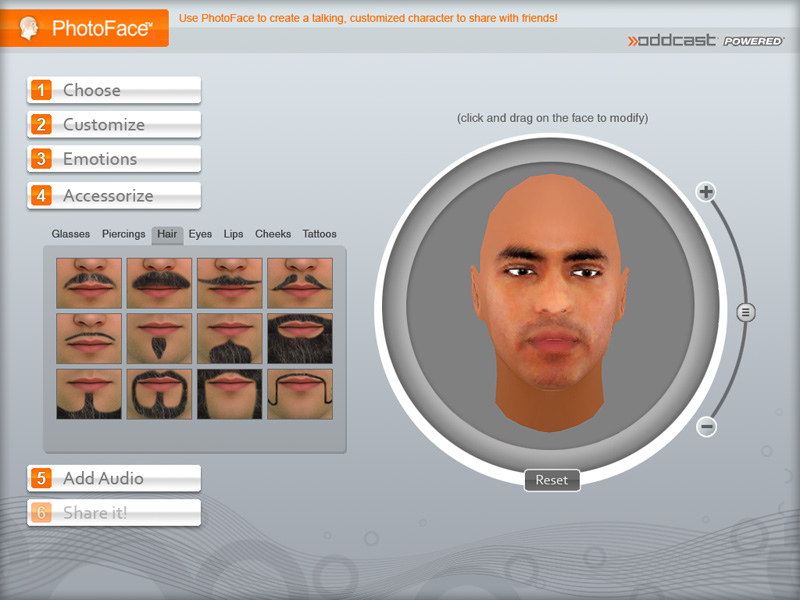 PhotoFace™
Use PhotoFace to create a talking, customized character to share with friends!
oddcast POWERED
1 Choose
2 Customize
3 Emotions
4 Accessorize
Glasses Piercings Hair Eyes Lips Cheeks Tattoos
5 Add Audio
6 Share it!
(click and drag on the face to modify)
Reset